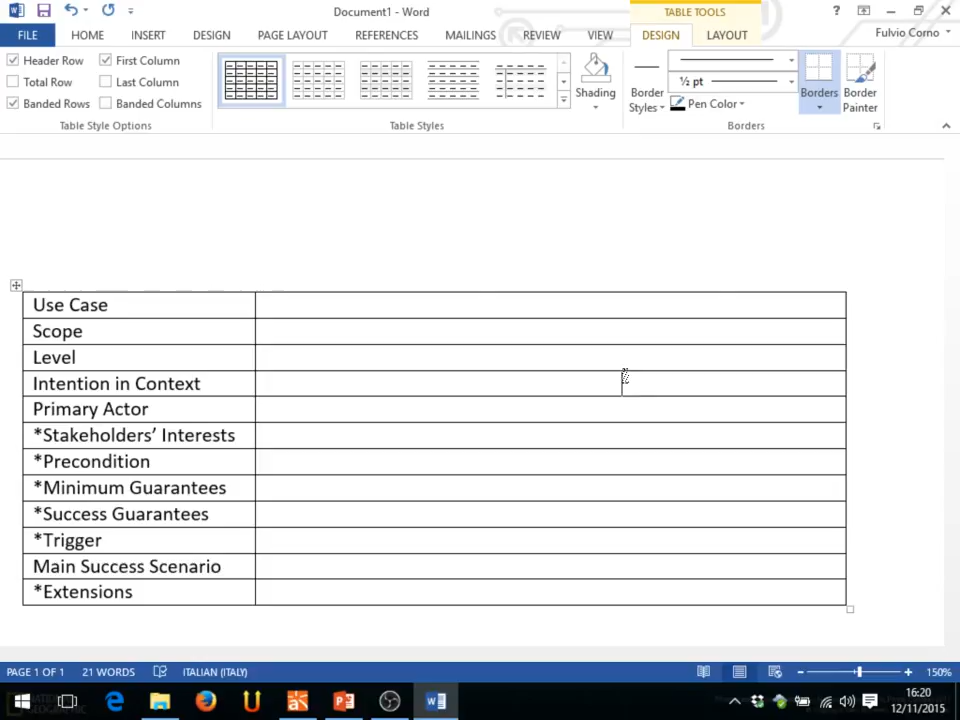 Document1 - Word
TABLE TOOLS
FILE HOME INSERT DESIGN PAGE LAYOUT REFERENCES MAILINGS REVIEW VIEW DESIGN LAYOUT Fulvio Corno
Header Row First Column
Total Row Last Column
Banded Rows Banded Columns
Table Style Options
Table Styles
Shading
Border Styles
½ pt
Pen Color
Borders
Border Painter
Borders
Use Case
Scope
Level
Intention in Context
Primary Actor
*Stakeholders’ Interests
*Precondition
*Minimum Guarantees
*Success Guarantees
*Trigger
Main Success Scenario
*Extensions
PAGE 1 OF 1 21 WORDS ITALIAN (ITALY) 150%
16:20
12/11/2015